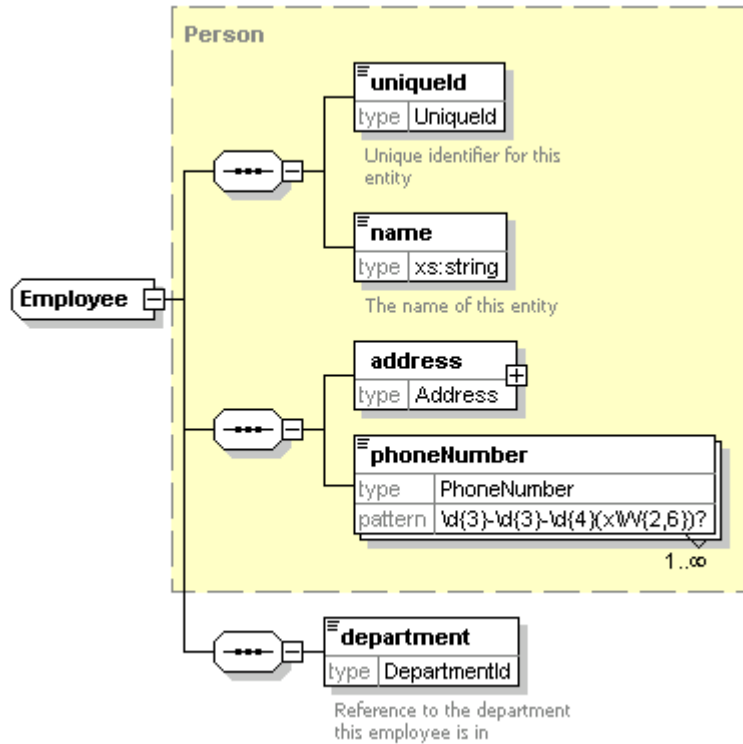 Person
uniqueId
type UniqueId
Unique identifier for this
entity
name
type xs:string
The name of this entity
Employee
address
type Address
phoneNumber
type PhoneNumber
pattern \d{3}-\d{3}-\d{4}(x\W{2,6})?
1..∞
department
type DepartmentId
Reference to the department
this employee is in